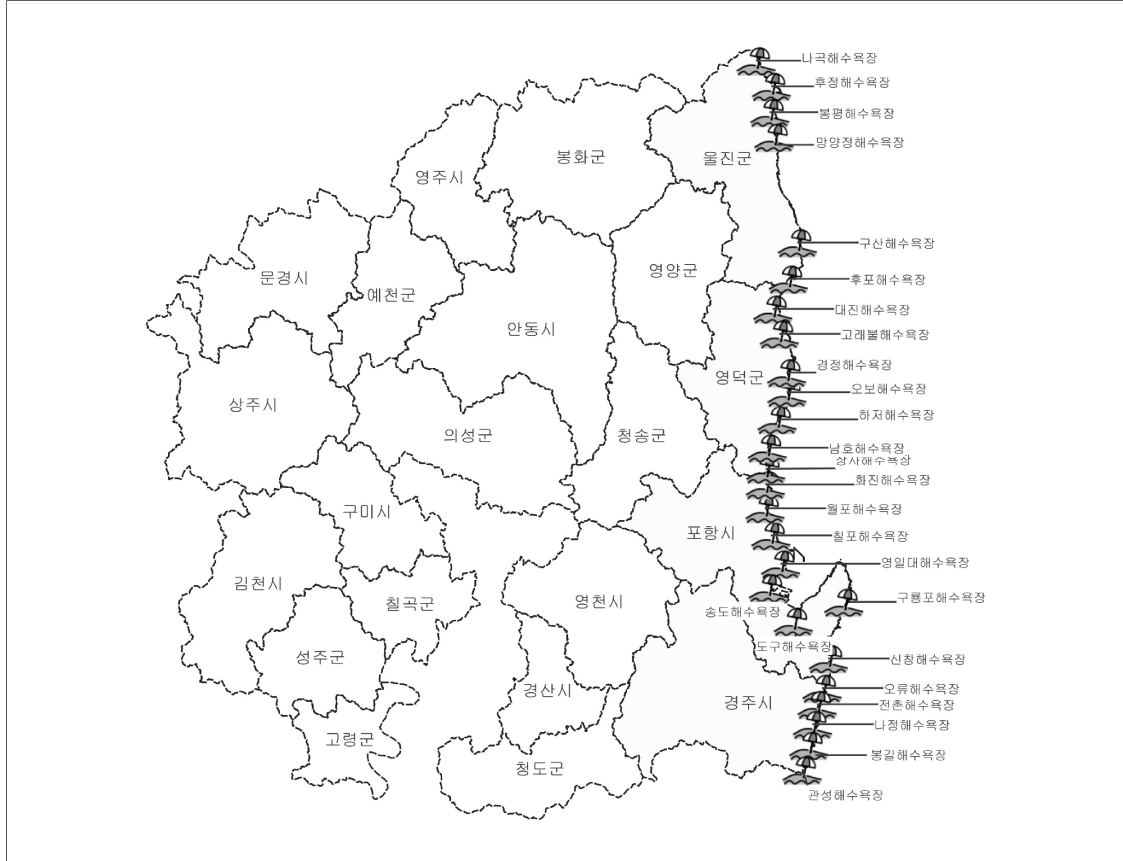 나곡해수욕장
후정해수욕장
봉평해수욕장
망양정해수욕장
울진군
봉화군
영주시
구산해수욕장
영양군
문경시
후포해수욕장
예천군
대진해수욕장
안동시
고래불해수욕장
경정해수욕장
영덕군
오보해수욕장
상주시
하저해수욕장
의성군
청송군
남호해수욕장
장사해수욕장
화진해수욕장
구미시
월포해수욕장
포항시
칠포해수욕장
영일대해수욕장
김천시
구룡포해수욕장
칠곡군
영천시
송도해수욕장
도구해수욕장
성주군
신창해수욕장
경산시
오류해수욕장
경주시
전촌해수욕장
나정해수욕장
고령군
봉길해수욕장
청도군
관성해수욕장